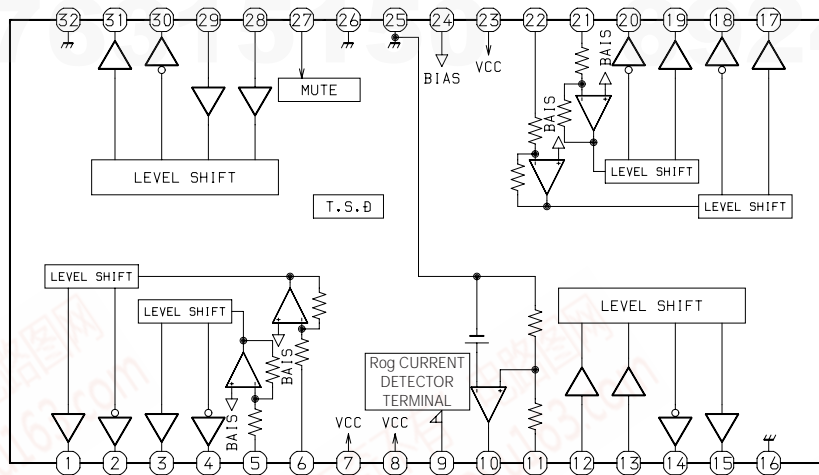 32 31 30 29 28 27 26 25 24 23 22 21 20 19 18 17
BIAS
VCC
BAIS
MUTE
BAIS
LEVEL SHIFT
LEVEL SHIFT
LEVEL SHIFT
T.S.D
LEVEL SHIFT
LEVEL SHIFT
LEVEL SHIFT
BAIS
Rog CURRENT
DETECTOR
TERMINAL
BAIS
VCC
VCC
1 2 3 4 5 6 7 8 9 10 11 12 13 14 15 16